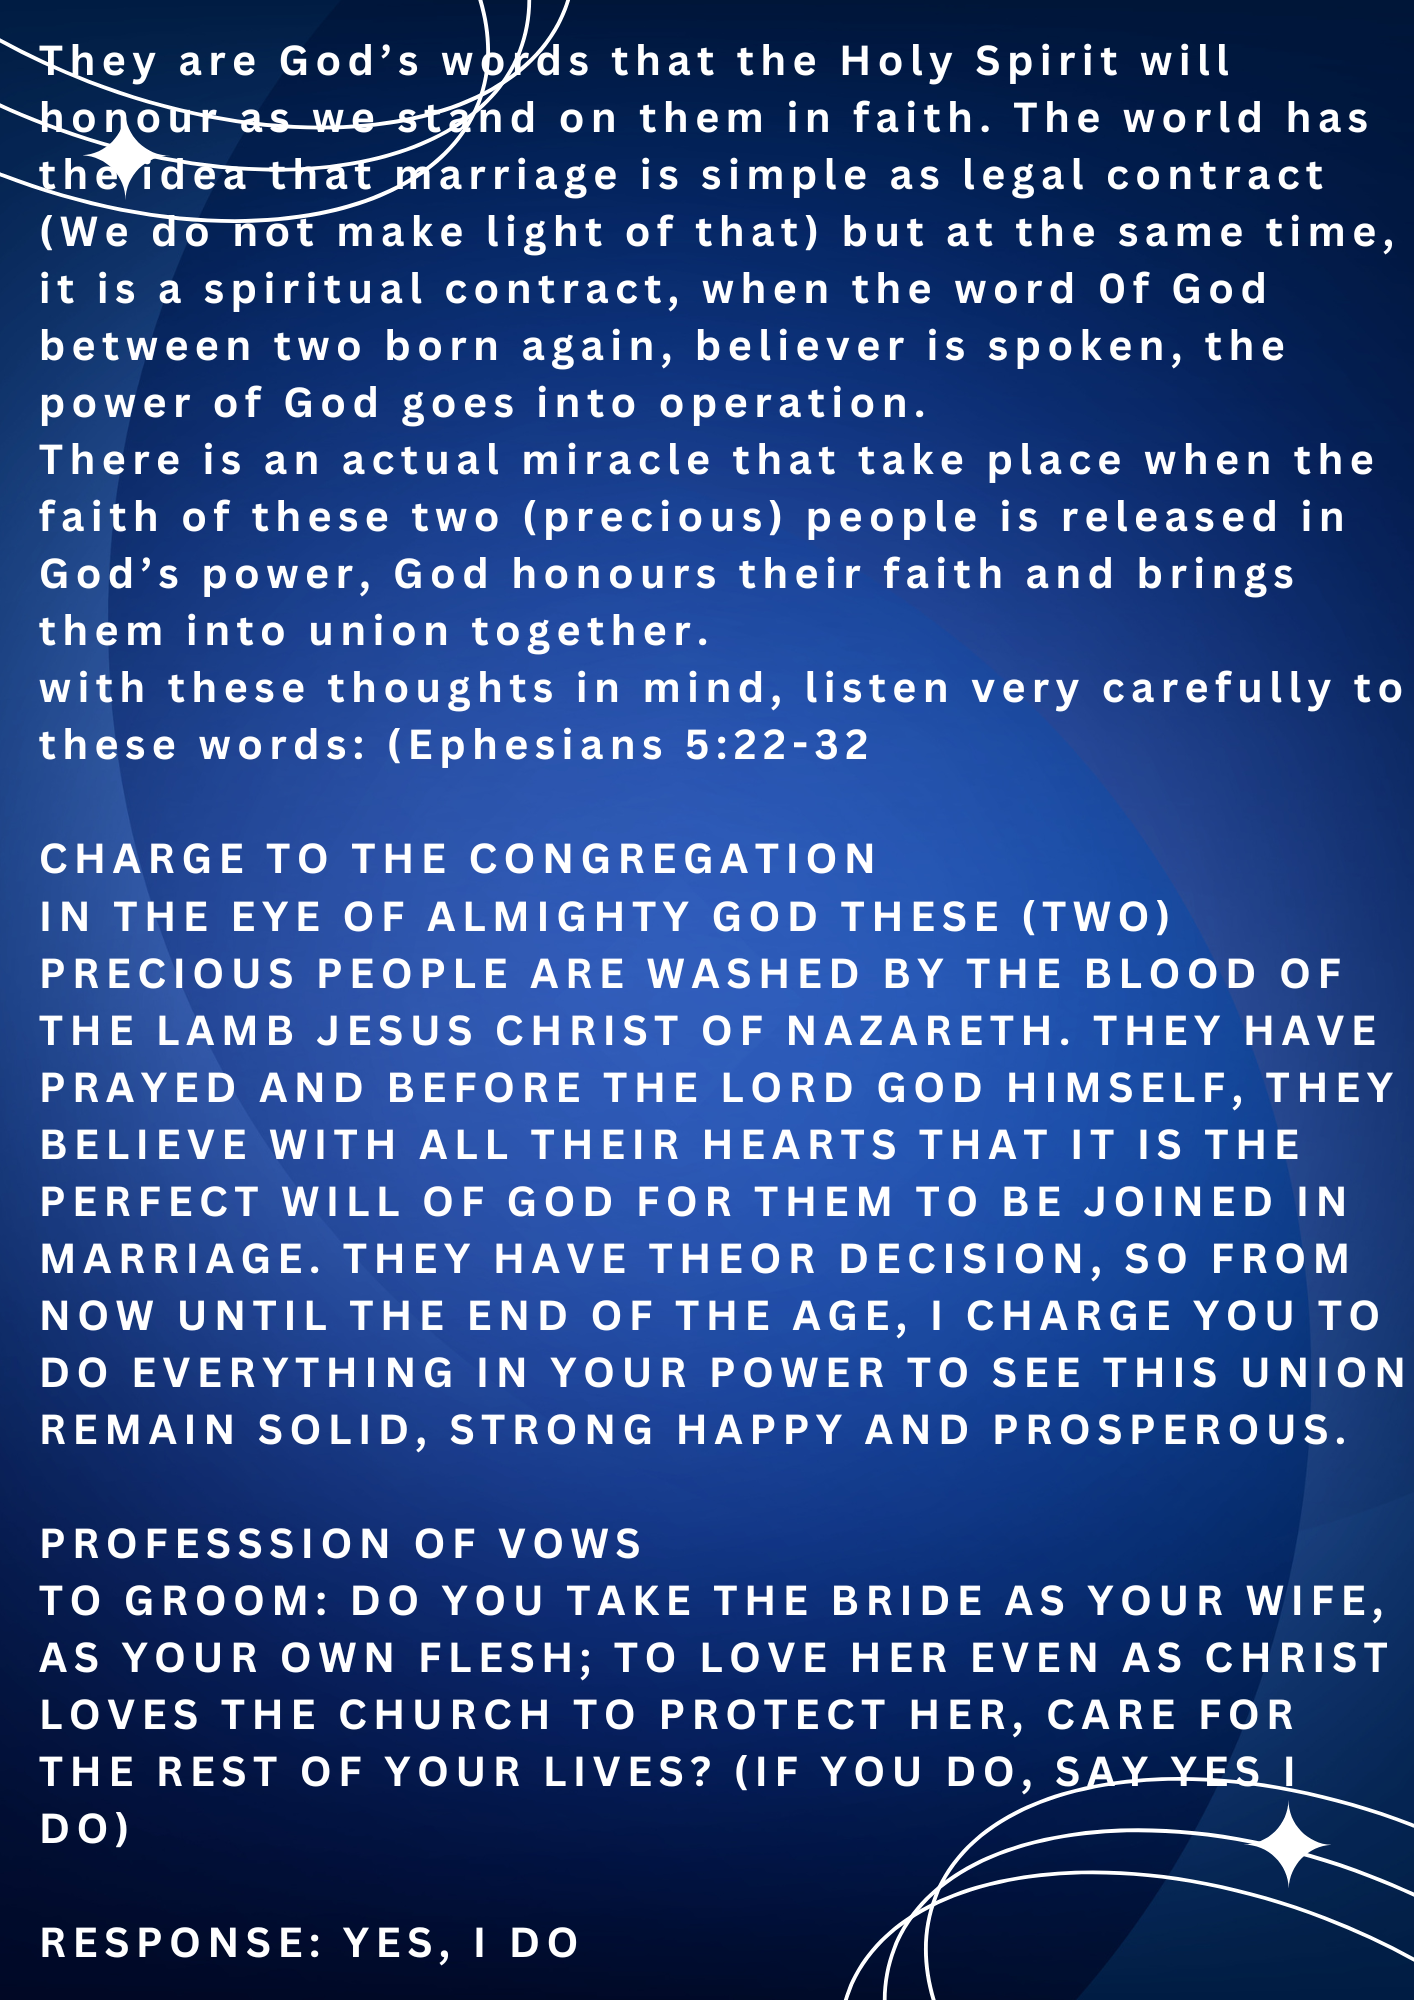 They are God’s words that the Holy Spirit will
honour as we stand on them in faith. The world has
the idea that marriage is simple as legal contract
(We do not make light of that) but at the same time,
it is a spiritual contract, when the word 0f God
between two born again, believer is spoken, the
power of God goes into operation.
There is an actual miracle that take place when the
faith of these two (precious) people is released in
God’s power, God honours their faith and brings
them into union together.
with these thoughts in mind, listen very carefully to
these words: (Ephesians 5:22-32
CHARGE TO THE CONGREGATION
IN THE EYE OF ALMIGHTY GOD THESE (TWO)
PRECIOUS PEOPLE ARE WASHED BY THE BLOOD OF
THE LAMB JESUS CHRIST OF NAZARETH. THEY HAVE
PRAYED AND BEFORE THE LORD GOD HIMSELF, THEY
BELIEVE WITH ALL THEIR HEARTS THAT IT IS THE
PERFECT WILL OF GOD FOR THEM TO BE JOINED IN
MARRIAGE. THEY HAVE THEOR DECISION, SO FROM
NOW UNTIL THE END OF THE AGE, I CHARGE YOU TO
DO EVERYTHING IN YOUR POWER TO SEE THIS UNION
REMAIN SOLID, STRONG HAPPY AND PROSPEROUS.
PROFESSSION OF VOWS
TO GROOM: DO YOU TAKE THE BRIDE AS YOUR WIFE,
AS YOUR OWN FLESH; TO LOVE HER EVEN AS CHRIST
LOVES THE CHURCH TO PROTECT HER, CARE FOR
THE REST OF YOUR LIVES? (IF YOU DO, SAY YES I
DO)
RESPONSE: YES, I DO